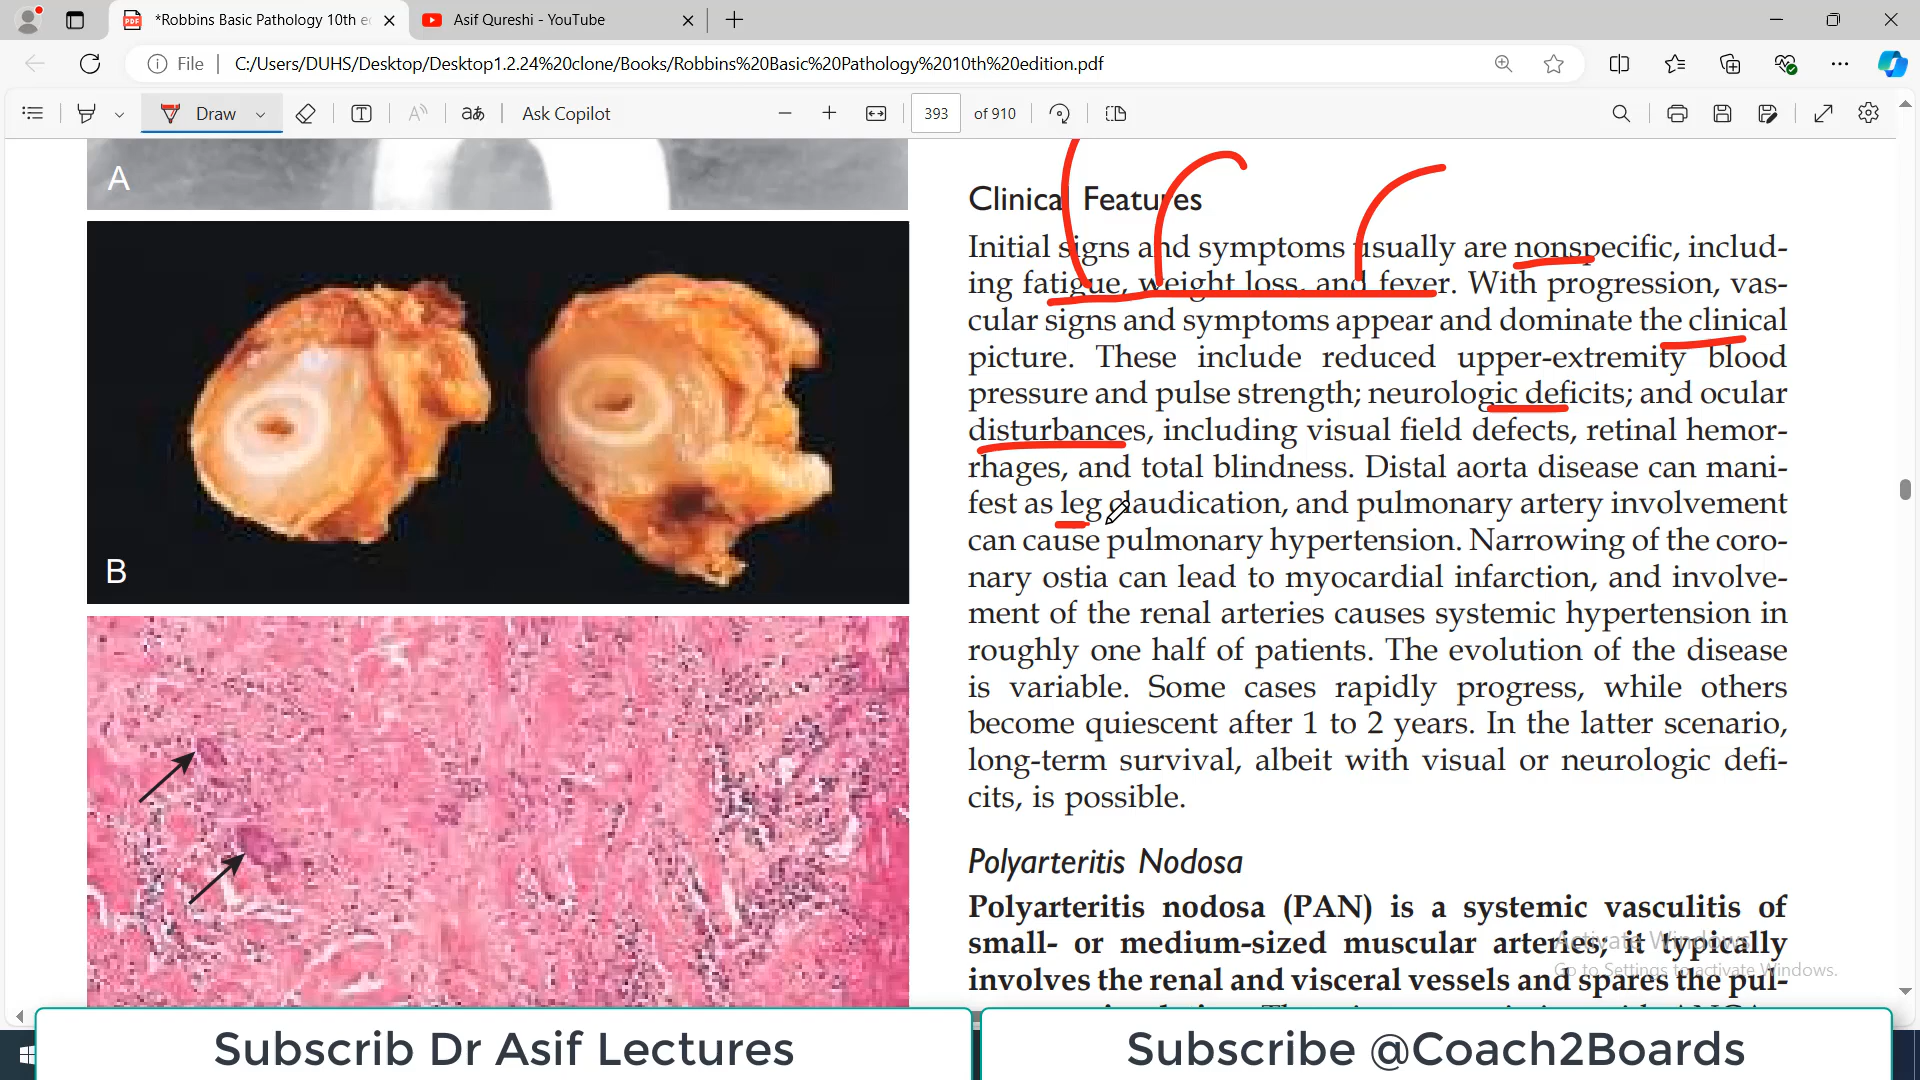 *Robbins Basic Pathology 10th e
Asif Qureshi - YouTube
File
C:/Users/DUHS/Desktop/Desktop1.2.24%20clone/Books/Robbins%20Basic%20Pathology%2010th%20edition.pdf
Draw
Ask Copilot
393 of 910
A
B
Clinical Features
Initial signs and symptoms usually are nonspecific, includ-
ing fatigue, weight loss, and fever. With progression, vas-
cular signs and symptoms appear and dominate the clinical
picture. These include reduced upper-extremity blood
pressure and pulse strength; neurologic deficits; and ocular
disturbances, including visual field defects, retinal hemor-
rhages, and total blindness. Distal aorta disease can mani-
fest as leg claudication, and pulmonary artery involvement
can cause pulmonary hypertension. Narrowing of the coro-
nary ostia can lead to myocardial infarction, and involve-
ment of the renal arteries causes systemic hypertension in
roughly one half of patients. The evolution of the disease
is variable. Some cases rapidly progress, while others
become quiescent after 1 to 2 years. In the latter scenario,
long-term survival, albeit with visual or neurologic defi-
cits, is possible.
Polyarteritis Nodosa
Polyarteritis nodosa (PAN) is a systemic vasculitis of
small- or medium-sized muscular arteries; it typically
involves the renal and visceral vessels and spares the pul-
Activate Windows
Go to Settings to activate Windows.
Subscrib Dr Asif Lectures
Subscribe @Coach2Boards